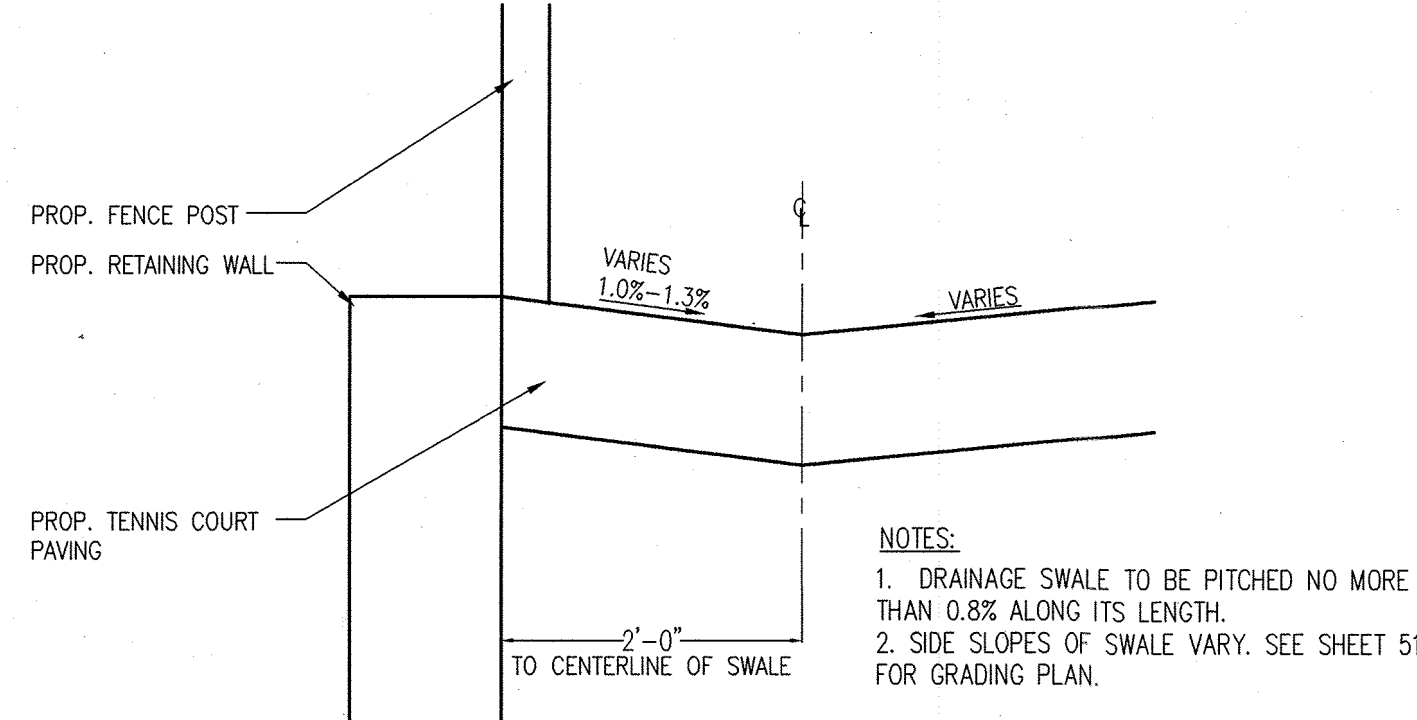 PROP. FENCE POST
PROP. RETAINING WALL
VARIES
1.0%-1.3%
℄
VARIES
PROP. TENNIS COURT
PAVING
2'-0"
TO CENTERLINE OF SWALE
NOTES:
1. DRAINAGE SWALE TO BE PITCHED NO MORE
THAN 0.8% ALONG ITS LENGTH.
2. SIDE SLOPES OF SWALE VARY. SEE SHEET 51
FOR GRADING PLAN.